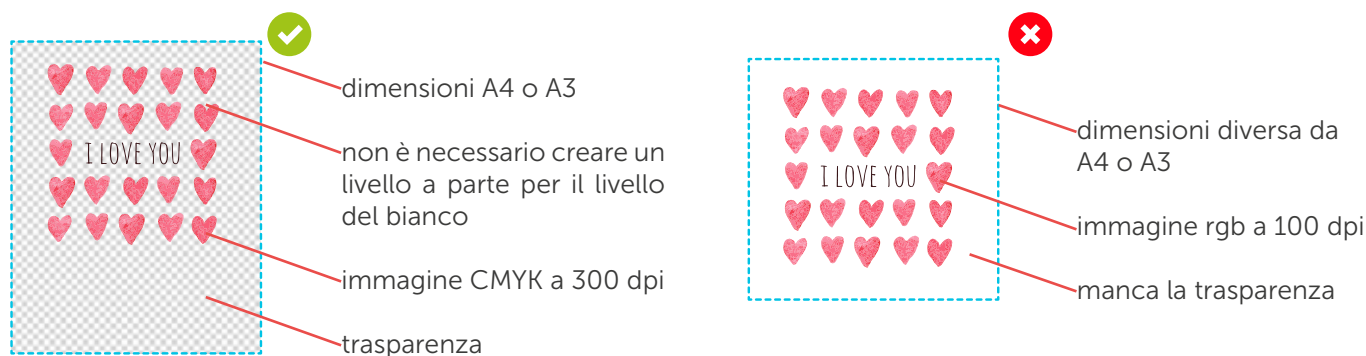 dimensioni A4 o A3
non è necessario creare un
livello a parte per il livello
del bianco
I LOVE YOU
immagine CMYK a 300 dpi
trasparenza
dimensioni diversa da
A4 o A3
I LOVE YOU
immagine rgb a 100 dpi
manca la trasparenza